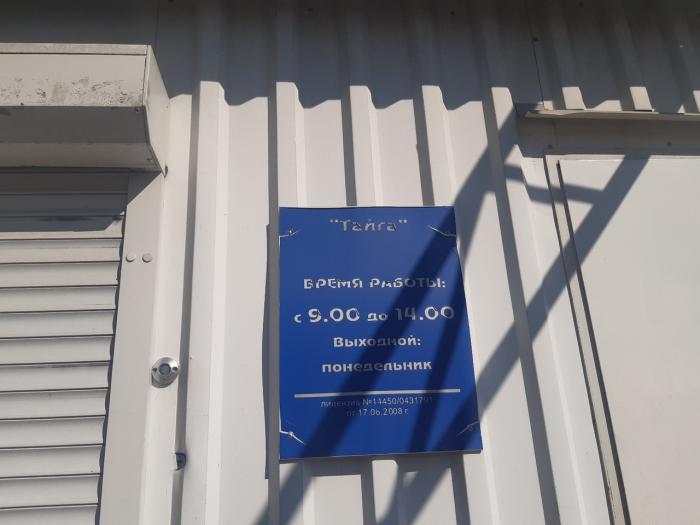 "Тайга"
ВРЕМЯ РАБОТЫ:
с 9.00 до 14.00
Выходной:
понедельник
лицензия №14450/0431791
от 17.06.2008 г.